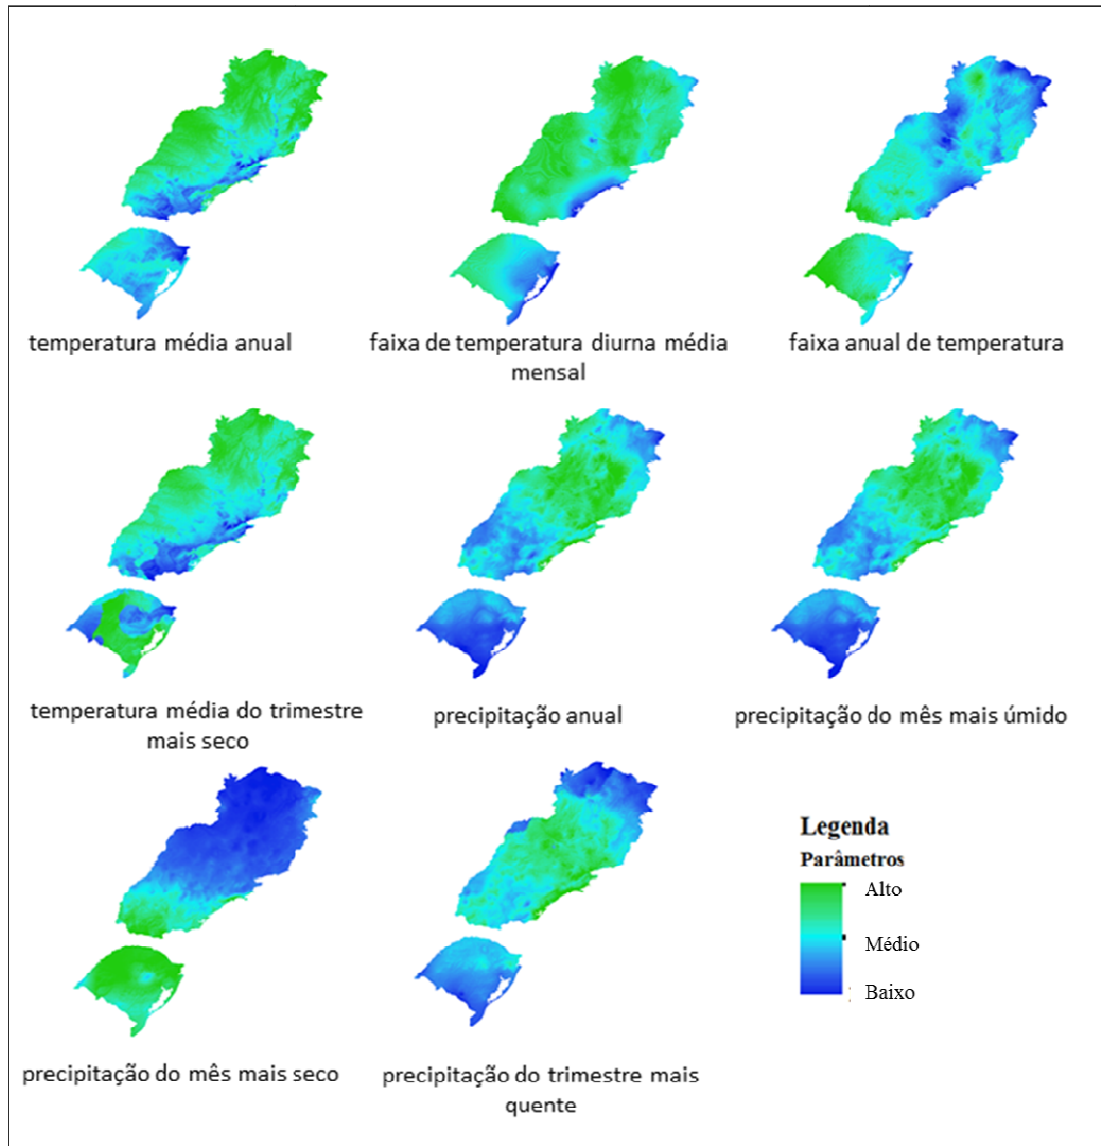 temperatura média anual
faixa de temperatura diurna média
mensal
faixa anual de temperatura
temperatura média do trimestre
mais seco
precipitação anual
precipitação do mês mais úmido
precipitação do mês mais seco
precipitação do trimestre mais
quente
Legenda
Parâmetros
Alto
Médio
Baixo